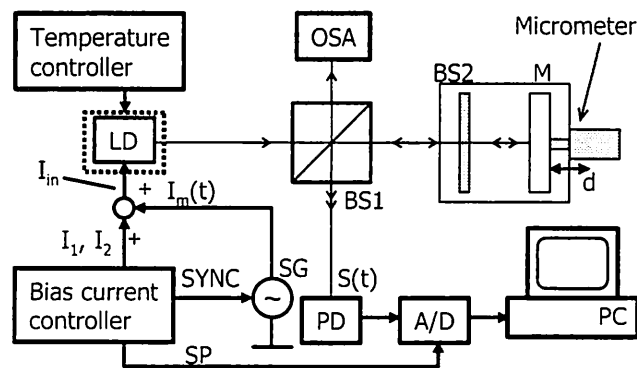 Temperature
controller
OSA
Micrometer
BS2 M
LD
I_in
+ I_m(t)
BS1
d
I_1, I_2 +
SYNC SG S(t)
Bias current
controller
~
PD A/D PC
SP